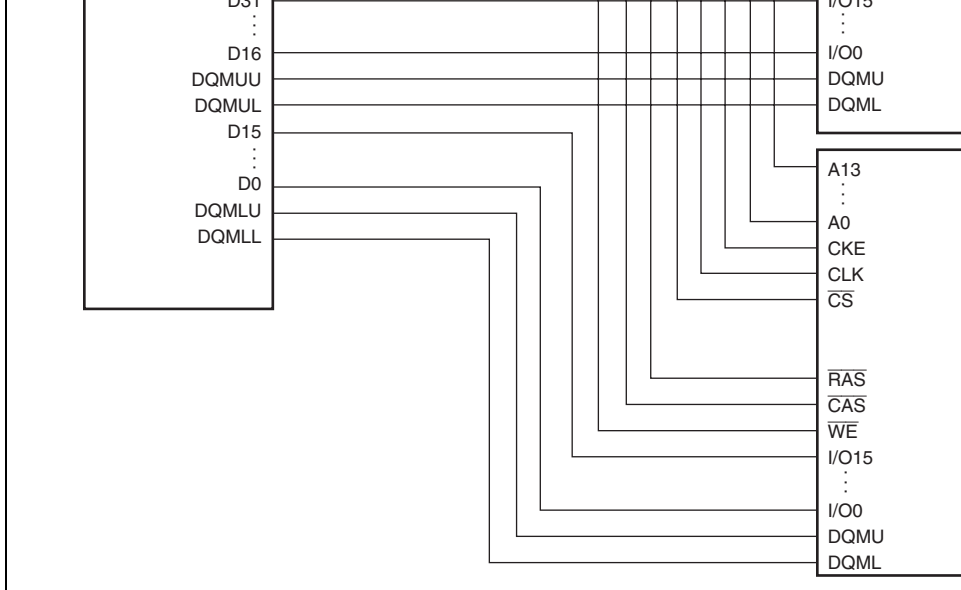 D31
D16
DQMUU
DQMUL
D15
D0
DQMLU
DQMLL
I/O15
I/O0
DQMU
DQML
A13
A0
CKE
CLK
CS
RAS
CAS
WE
I/O15
I/O0
DQMU
DQML